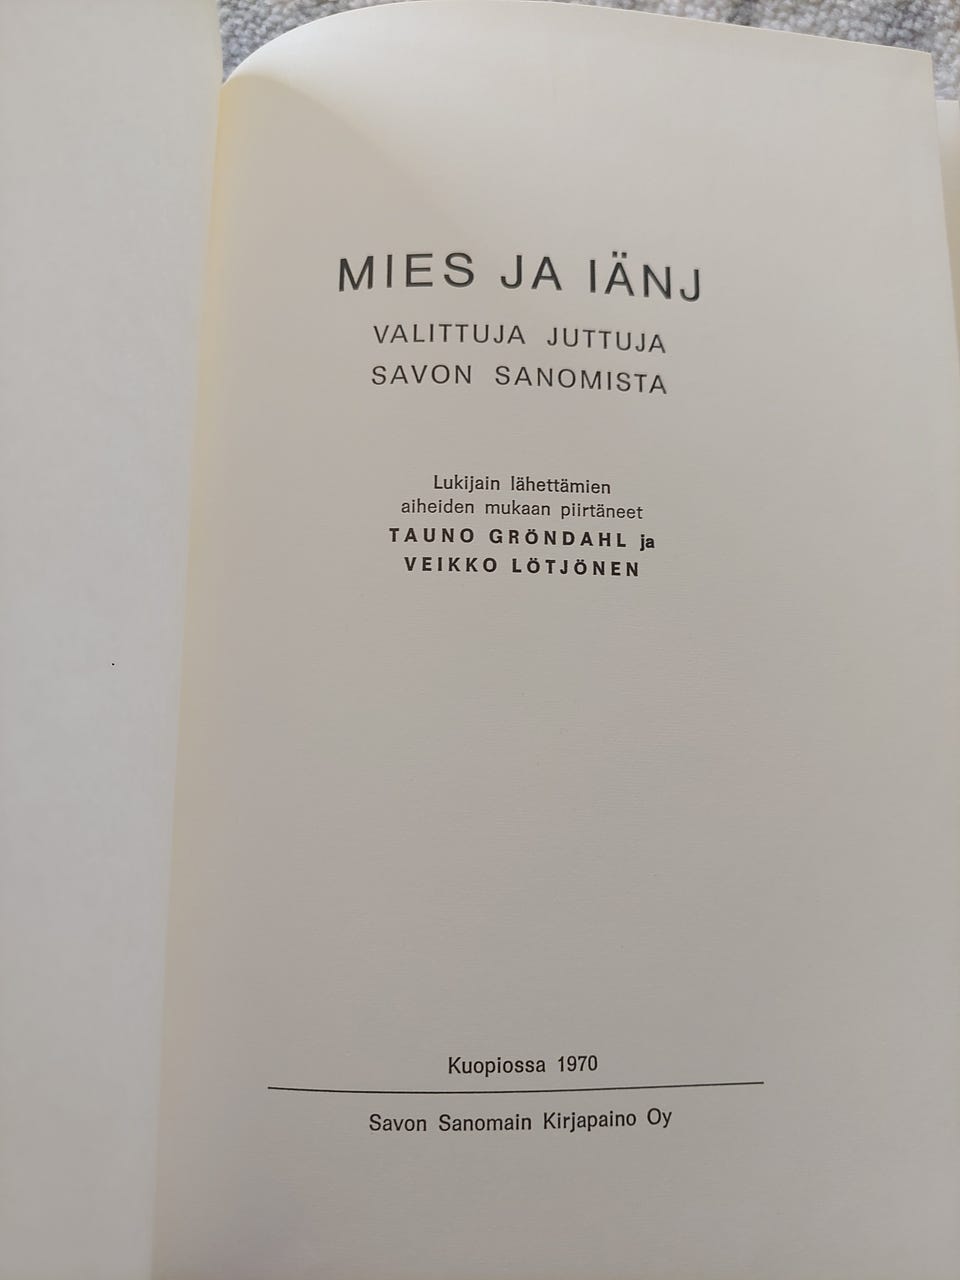 MIES JA IÄNJ
VALITTUJA JUTTUJA
SAVON SANOMISTA
Lukijain lähettämien
aiheiden mukaan piirtäneet
TAUNO GRÖNDAHL ja
VEIKKO LÖTJÖNEN
Kuopiossa 1970
Savon Sanomain Kirjapaino Oy